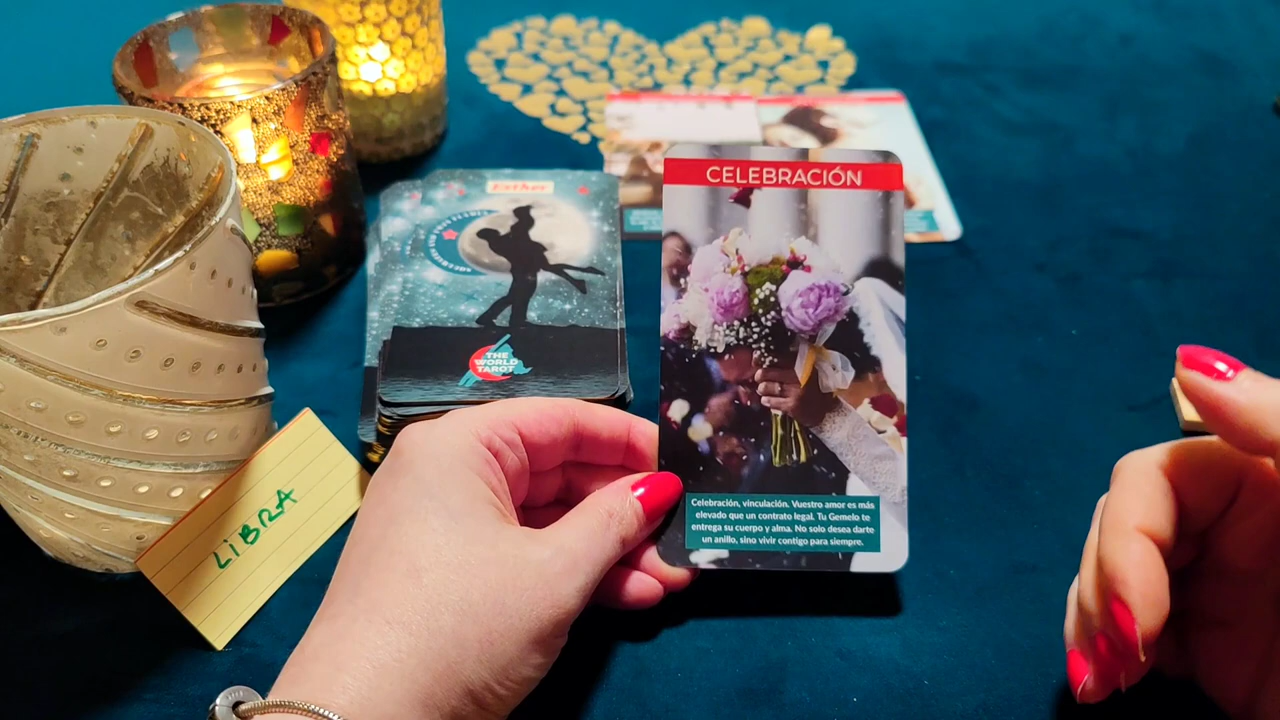 CELEBRACIÓN
Celebración, vinculación. Vuestro amor es más
elevado que un contrato legal. Tu Gemelo te
entrega su cuerpo y alma. No solo desea darte
un anillo, sino vivir contigo para siempre.
Esther
THE
WORLD
TAROT
LIBRA